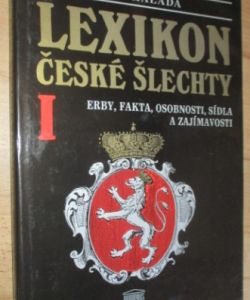 LEXIKON
ČESKÉ ŠLECHTY
I
ERBY, FAKTA, OSOBNOSTI, SÍDLA
A ZAJÍMAVOSTI